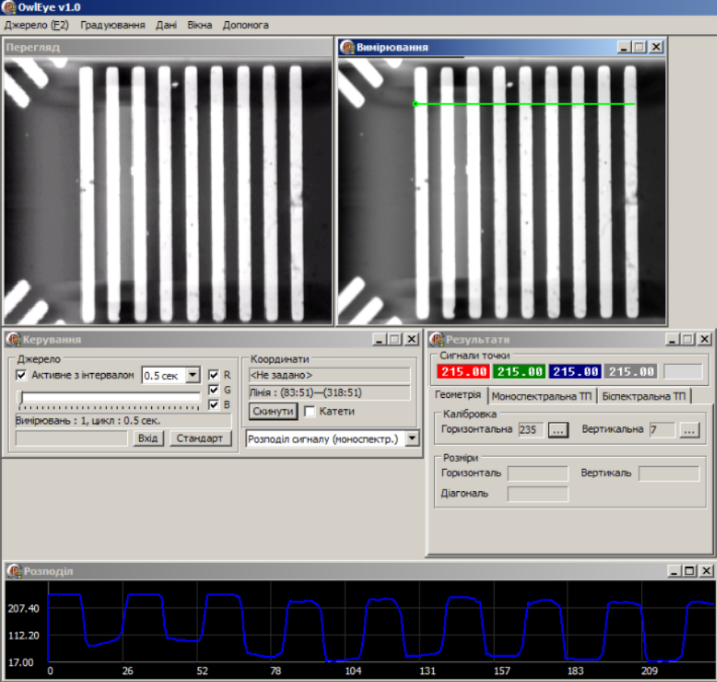 OwlEye v1.0
Джерело (F2) Градуювання Дані Вікна Допомога
Перегляд
Вимірювання
Керування
Джерело
Активне з інтервалом 0.5 сек R
G
B
Вимірювань : 1, цикл : 0.5 сек.
Вхід Стандарт
Координати
<Не задано>
Лінія : (83:51)—(318:51)
Скинути Катети
Розподіл сигналу (моноспектр.)
Результати
Сигнали точки
215.00 215.00 215.00 215.00
Геометрія Моноспектральна ТП Біспектральна ТП
Калібровка
Горизонтальна 235 ... Вертикальна 7 ...
Розміри
Горизонталь Вертикаль
Діагональ
Розподіл
207.40
112.20
17.00
0 26 52 78 104 131 157 183 209